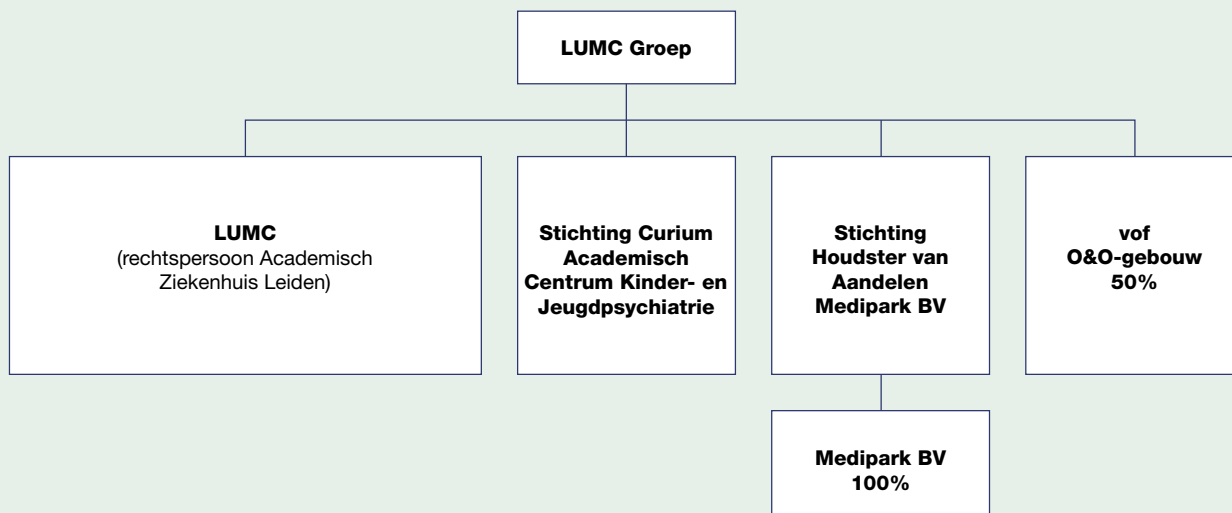 LUMC Groep
LUMC
(rechtspersoon Academisch
Ziekenhuis Leiden)
Stichting Curium
Academisch
Centrum Kinder- en
Jeugdpsychiatrie
Stichting
Houdster van
Aandelen
Medipark BV
vof
O&O-gebouw
50%
Medipark BV
100%